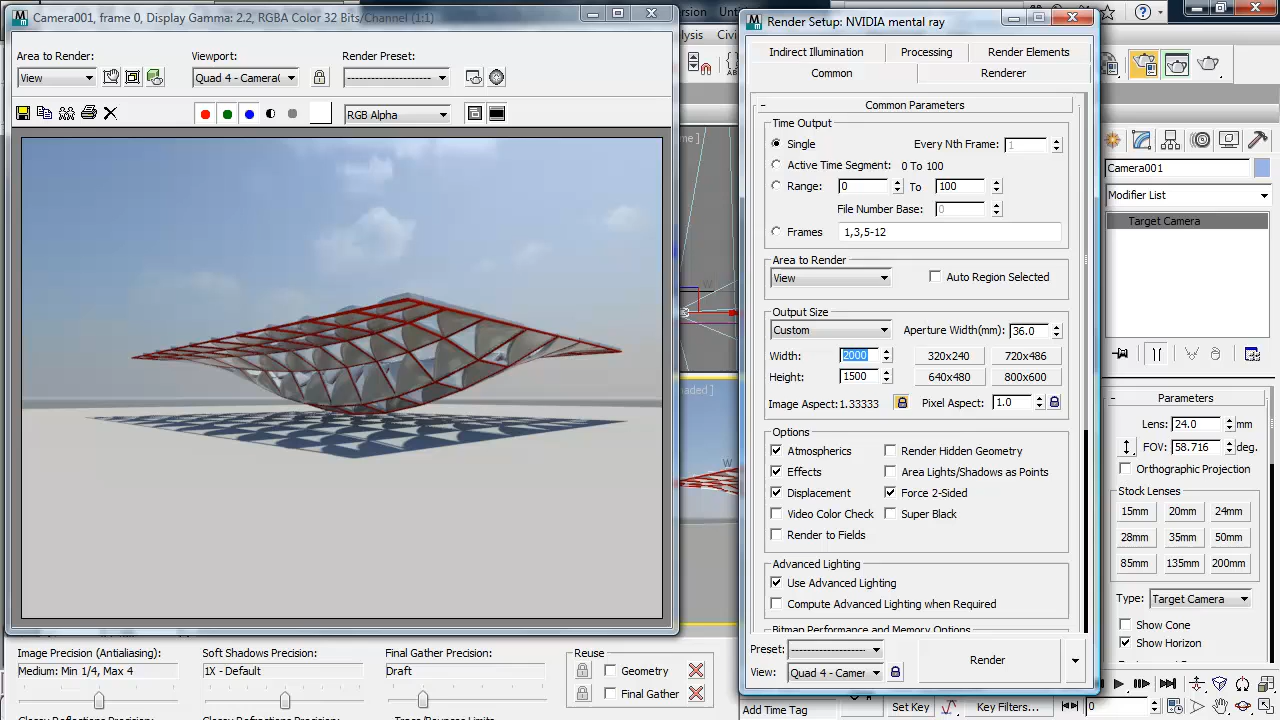 Camera001, frame 0, Display Gamma: 2.2, RGBA Color 32 Bits/Channel (1:1)
Area to Render:
Viewport:
Render Preset:
View
Quad 4 - Camera(
--------------------
RGB Alpha
Render Setup: NVIDIA mental ray
Indirect Illumination
Processing
Render Elements
Common
Renderer
- Common Parameters
Time Output
Single
Every Nth Frame: 1
Active Time Segment: 0 To 100
Range: 0 To 100
File Number Base: 0
Frames 1,3,5-12
Area to Render
View
Auto Region Selected
Output Size
Custom
Aperture Width(mm): 36.0
Width: 2000
320x240
720x486
Height: 1500
640x480
800x600
Image Aspect: 1.33333
Pixel Aspect: 1.0
Options
Atmospherics
Render Hidden Geometry
Effects
Area Lights/Shadows as Points
Displacement
Force 2-Sided
Video Color Check
Super Black
Render to Fields
Advanced Lighting
Use Advanced Lighting
Compute Advanced Lighting when Required
Bitmap Performance and Memory Options
Preset: --------------------
View: Quad 4 - Camer
Render
Camera001
Modifier List
Target Camera
- Parameters
Lens: 24.0 mm
FOV: 58.716 deg.
Orthographic Projection
Stock Lenses
15mm
20mm
24mm
28mm
35mm
50mm
85mm
135mm
200mm
Type: Target Camera
Show Cone
Show Horizon
Image Precision (Antialiasing):
Soft Shadows Precision:
Final Gather Precision:
Reuse
Medium: Min 1/4, Max 4
1X - Default
Draft
Geometry
Final Gather
Add Time Tag
Set Key
Key Filters...
0
W
W